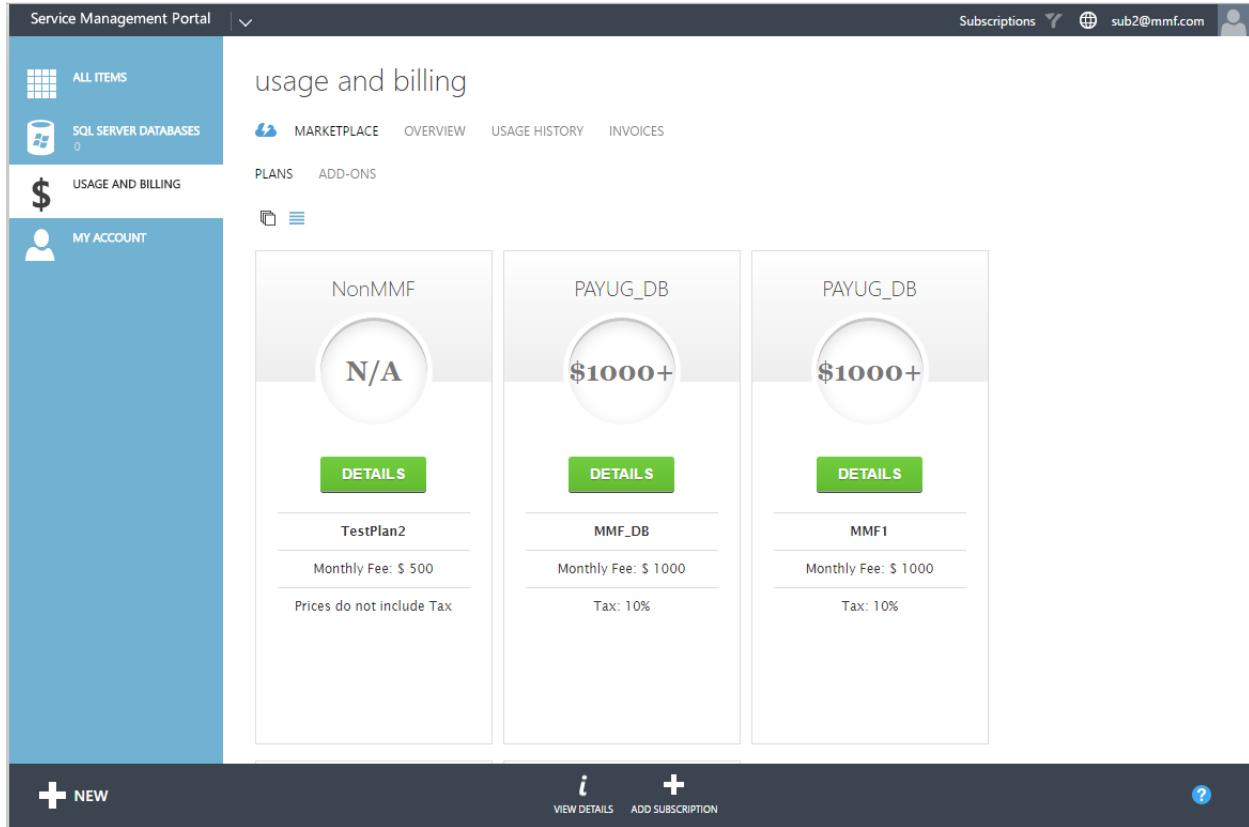 Service Management Portal
Subscriptions
sub2@mmf.com
ALL ITEMS
SQL SERVER DATABASES
0
USAGE AND BILLING
MY ACCOUNT
usage and billing
MARKETPLACE OVERVIEW USAGE HISTORY INVOICES
PLANS ADD-ONS
NonMMF
N/A
DETAILS
TestPlan2
Monthly Fee: $ 500
Prices do not include Tax
PAYUG_DB
$1000+
DETAILS
MMF_DB
Monthly Fee: $ 1000
Tax: 10%
PAYUG_DB
$1000+
DETAILS
MMF1
Monthly Fee: $ 1000
Tax: 10%
$
NEW
i
VIEW DETAILS
ADD SUBSCRIPTION
?